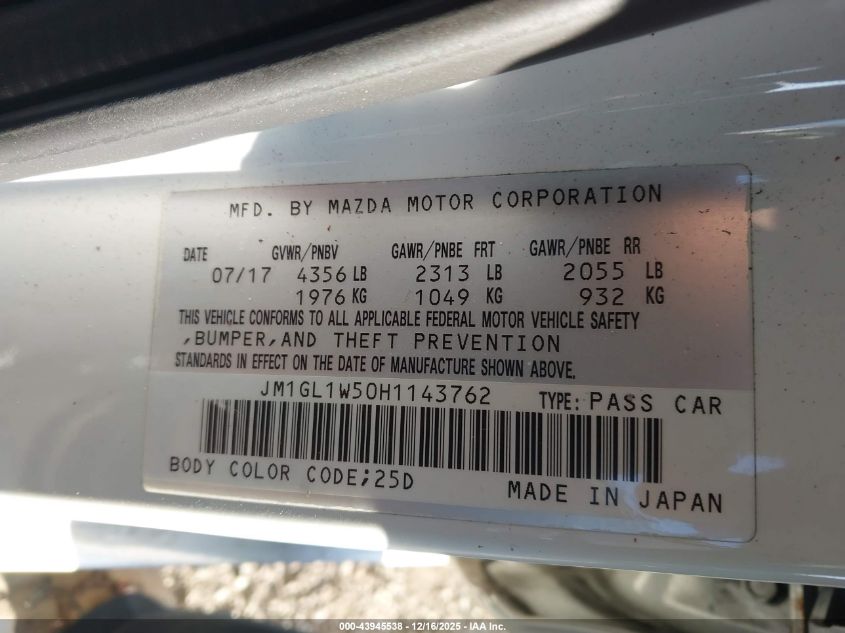 MFD. BY MAZDA MOTOR CORPORATION
DATE GVWR/PNBV GAWR/PNBE FRT GAWR/PNBE RR
07/17 4356 LB 2313 LB 2055 LB
1976 KG 1049 KG 932 KG
THIS VEHICLE CONFORMS TO ALL APPLICABLE FEDERAL MOTOR VEHICLE SAFETY
,BUMPER,AND THEFT PREVENTION
STANDARDS IN EFFECT ON THE DATE OF MANUFACTURE SHOWN ABOVE.
JM1GL1W50H1143762 TYPE: PASS CAR
BODY COLOR CODE;25D
MADE IN JAPAN
000-43945538 - 12/16/2025 - IAA Inc.